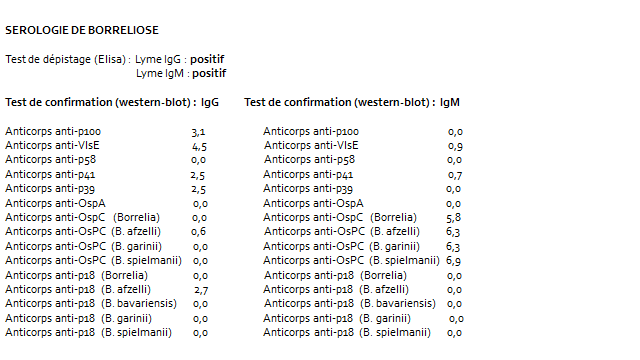 SEROLOGIE DE BORRELIOSE
Test de dépistage (Elisa) : Lyme IgG : positif
Lyme IgM : positif
Test de confirmation (western-blot) : IgG Test de confirmation (western-blot) : IgM
Anticorps anti-p100 3,1 Anticorps anti-p100 0,0
Anticorps anti-VlsE 4,5 Anticorps anti-VlsE 0,9
Anticorps anti-p58 0,0 Anticorps anti-p58 0,0
Anticorps anti-p41 2,5 Anticorps anti-p41 0,7
Anticorps anti-p39 2,5 Anticorps anti-p39 0,0
Anticorps anti-OspA 0,0 Anticorps anti-OspA 0,0
Anticorps anti-OspC (Borrelia) 0,0 Anticorps anti-OspC (Borrelia) 5,8
Anticorps anti-OsPC (B. afzelli) 0,6 Anticorps anti-OsPC (B. afzelli) 6,3
Anticorps anti-OsPC (B. garinii) 0,0 Anticorps anti-OsPC (B. garinii) 6,3
Anticorps anti-OsPC (B. spielmanii) 0,0 Anticorps anti-OsPC (B. spielmanii) 6,9
Anticorps anti-p18 (Borrelia) 0,0 Anticorps anti-p18 (Borrelia) 0,0
Anticorps anti-p18 (B. afzelli) 2,7 Anticorps anti-p18 (B. afzelli) 0,0
Anticorps anti-p18 (B. bavariensis) 0,0 Anticorps anti-p18 (B. bavariensis) 0,0
Anticorps anti-p18 (B. garinii) 0,0 Anticorps anti-p18 (B. garinii) 0,0
Anticorps anti-p18 (B. spielmanii) 0,0 Anticorps anti-p18 (B. spielmanii) 0,0